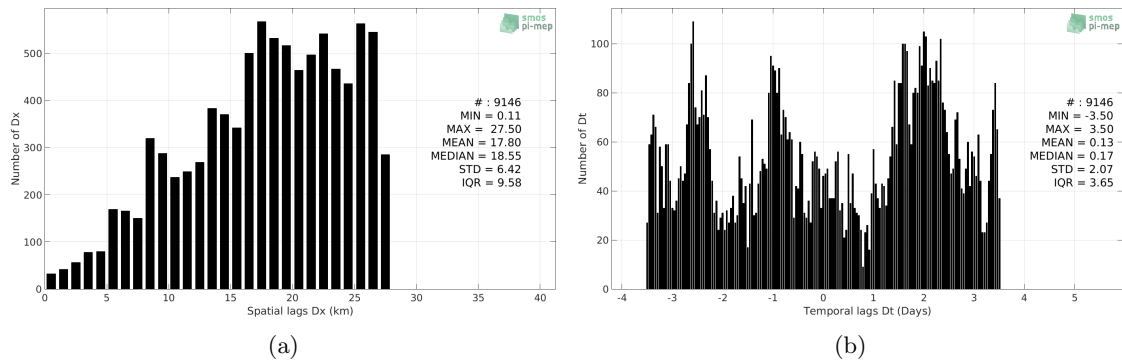 smos
pi-mep
500
400
300
200
100
0
Number of Dx
# : 9146
MIN = 0.11
MAX = 27.50
MEAN = 17.80
MEDIAN = 18.55
STD = 6.42
IQR = 9.58
0 5 10 15 20 25 30 35 40
Spatial lags Dx (km)
(a)
smos
pi-mep
100
80
60
40
20
0
Number of Dt
# : 9146
MIN = -3.50
MAX = 3.50
MEAN = 0.13
MEDIAN = 0.17
STD = 2.07
IQR = 3.65
-4 -3 -2 -1 0 1 2 3 4 5
Temporal lags Dt (Days)
(b)